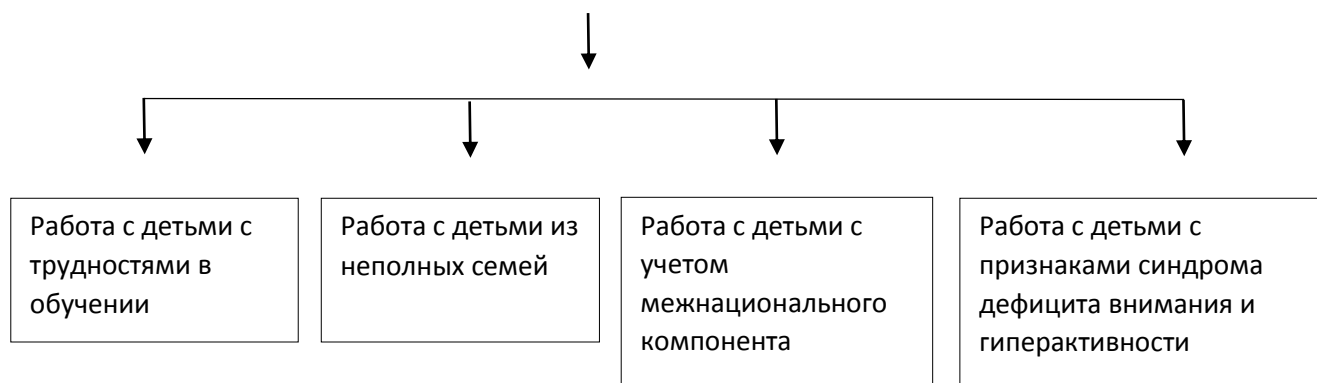 Работа с детьми с
трудностями в
обучении
Работа с детьми из
неполных семей
Работа с детьми с
учетом
межнационального
компонента
Работа с детьми с
признаками синдрома
дефицита внимания и
гиперактивности